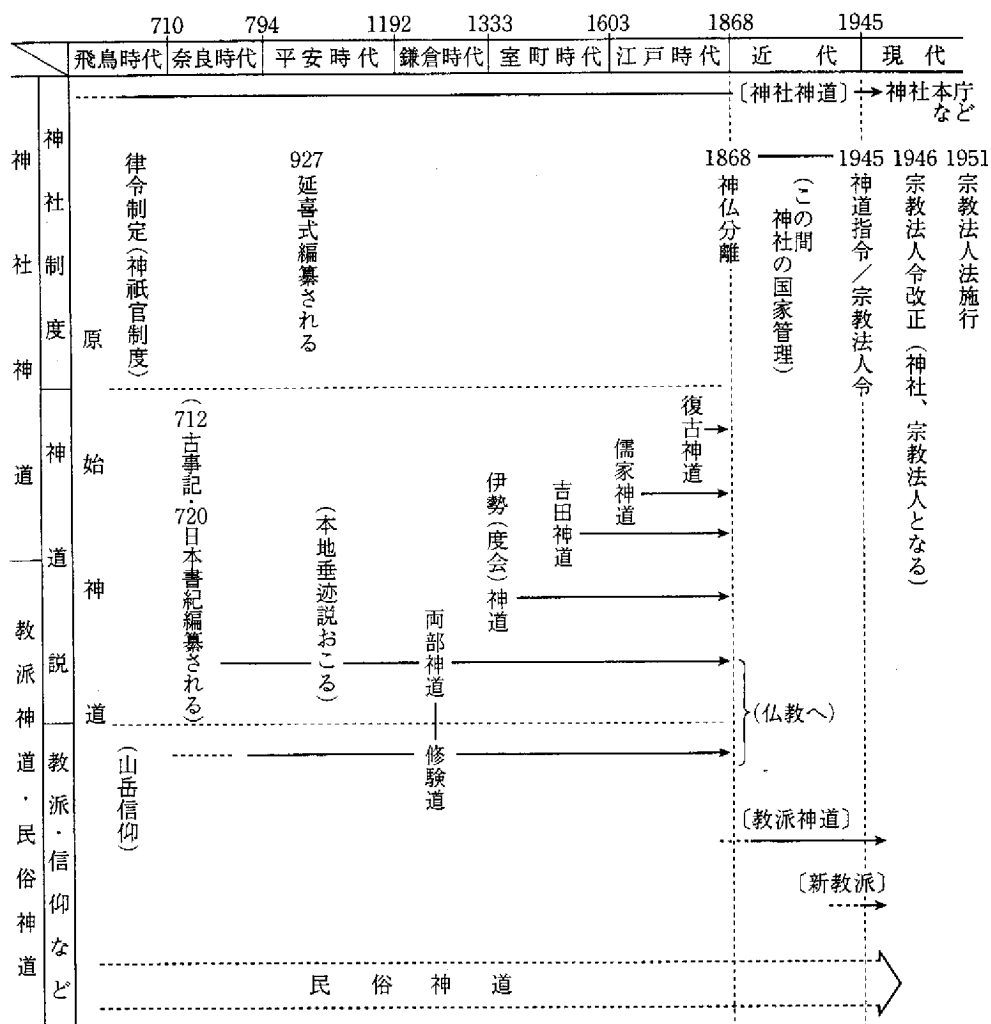 710 794 1192 1333 1603 1868 1945
飛鳥時代 奈良時代 平安時代 鎌倉時代 室町時代 江戸時代 近代 現代
神社神道
教派神道・民俗神道
神社制度
神道説
教派・信仰など
原始神道
〔神社神道〕
神社本庁など
律令制定(神祇官制度)
927 延喜式編纂される
1868 神仏分離
(この間 神社の国家管理)
1945 神道指令/宗教法人令
1946 宗教法人令改正(神社、宗教法人となる)
1951 宗教法人法施行
(712古事記・720日本書紀編纂される)
(本地垂迹説おこる)
両部神道
伊勢(度会)神道
吉田神道
儒家神道
復古神道
(仏教へ)
(山岳信仰)
修験道
〔教派神道〕
〔新教派〕
民俗神道